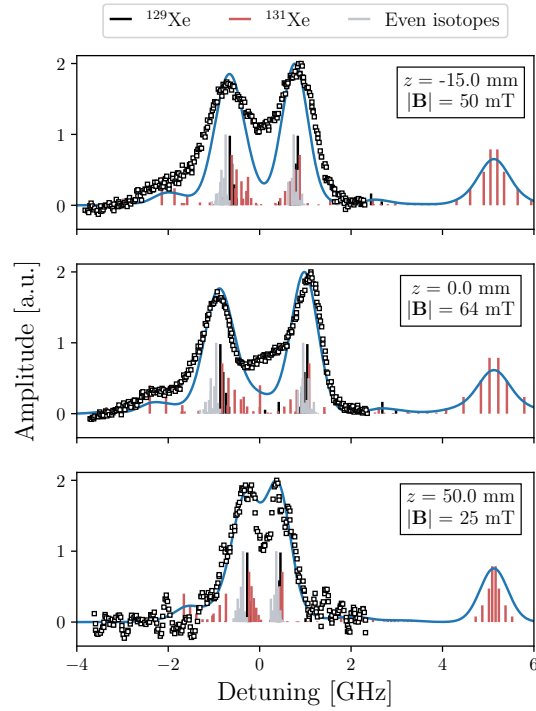 ¹²⁹Xe ¹³¹Xe Even isotopes
2
1
0
z = -15.0 mm
|B| = 50 mT
2
1
0
z = 0.0 mm
|B| = 64 mT
Amplitude [a.u.]
2
1
0
z = 50.0 mm
|B| = 25 mT
−4 −2 0 2 4 6
Detuning [GHz]